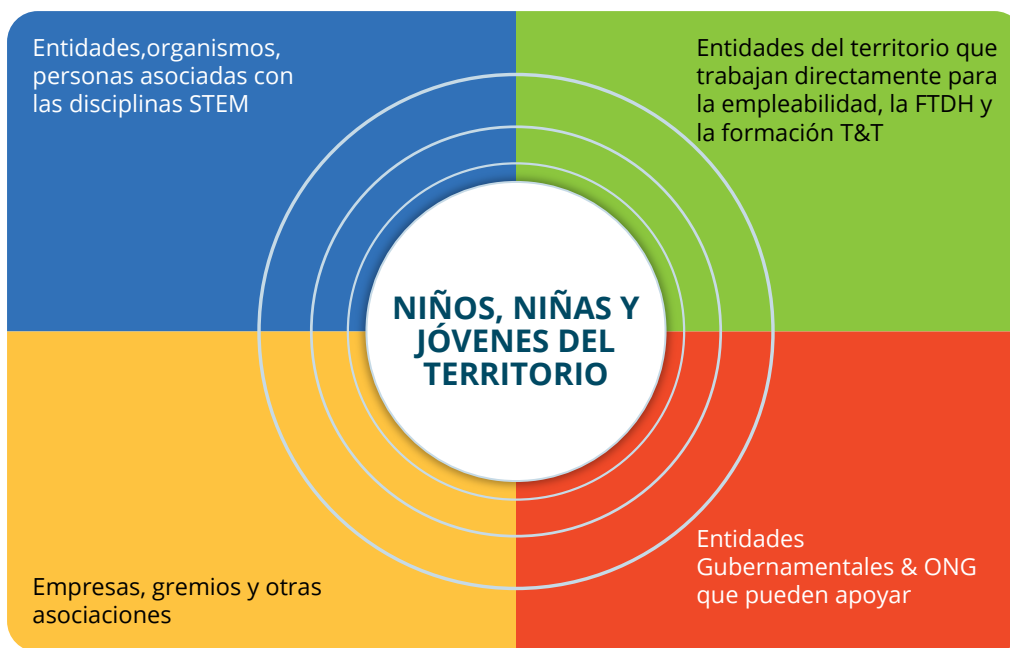 Entidades,organismos,
personas asociadas con
las disciplinas STEM
Entidades del territorio que
trabajan directamente para
la empleabilidad, la FTDH y
la formación T&T
NIÑOS, NIÑAS Y
JÓVENES DEL
TERRITORIO
Empresas, gremios y otras
asociaciones
Entidades
Gubernamentales & ONG
que pueden apoyar